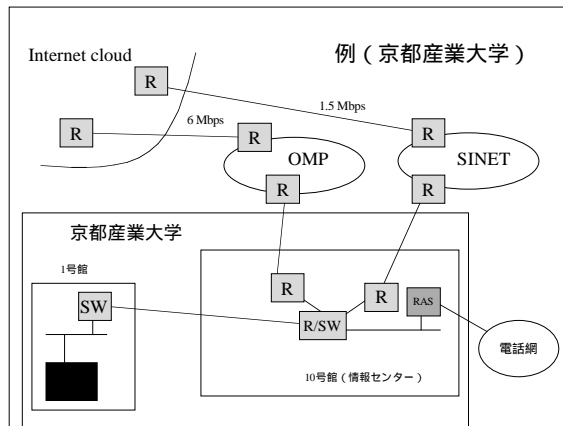 例（京都産業大学）
Internet cloud
R
1.5 Mbps
R
6 Mbps
R
R
OMP
SINET
R
R
京都産業大学
1号館
SW
R
R
RAS
R/SW
電話網
10号館（情報センター）